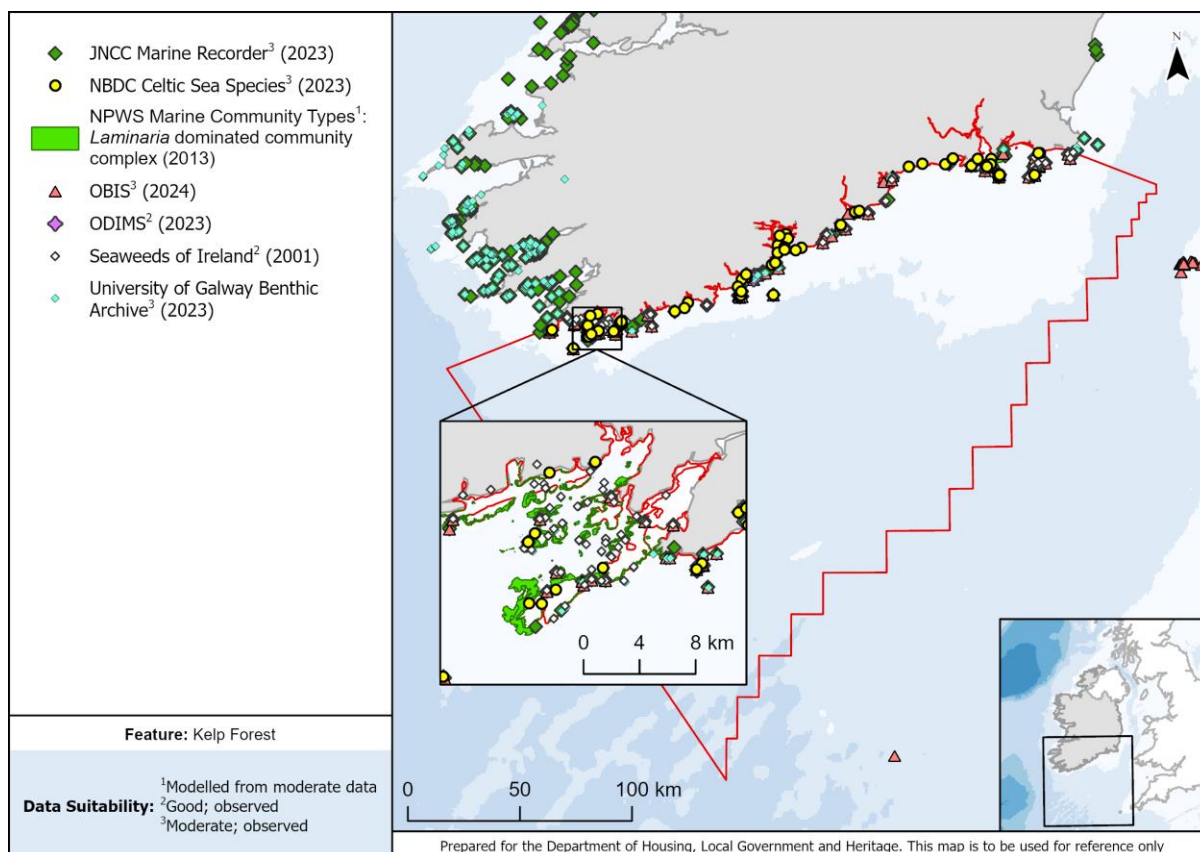 JNCC Marine Recorder³ (2023)
NBDC Celtic Sea Species³ (2023)
NPWS Marine Community Types¹:
Laminaria dominated community
complex (2013)
OBIS³ (2024)
ODIMS² (2023)
Seaweeds of Ireland² (2001)
University of Galway Benthic
Archive³ (2023)
Feature: Kelp Forest
Data Suitability:
¹Modelled from moderate data
²Good; observed
³Moderate; observed
N
0 4 8 km
0 50 100 km
Prepared for the Department of Housing, Local Government and Heritage. This map is to be used for reference only